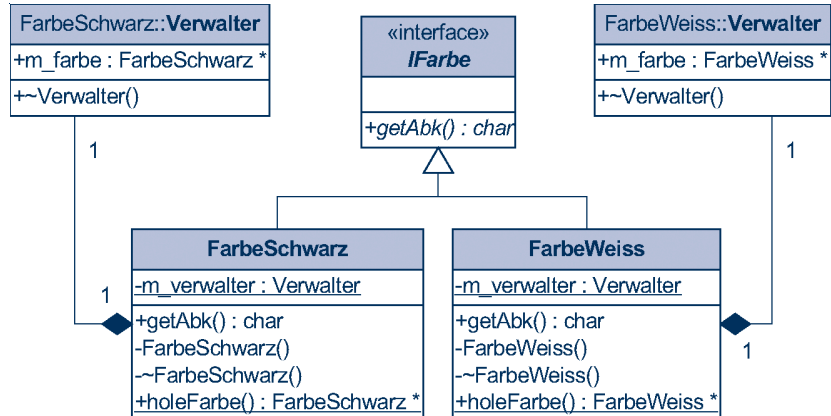 FarbeSchwarz::Verwalter
+m_farbe : FarbeSchwarz *
+~Verwalter()
«interface»
IFarbe
+getAbk() : char
FarbeWeiss::Verwalter
+m_farbe : FarbeWeiss *
+~Verwalter()
1
1
FarbeSchwarz
-m_verwalter : Verwalter
+getAbk() : char
-FarbeSchwarz()
-~FarbeSchwarz()
+holeFarbe() : FarbeSchwarz *
1
FarbeWeiss
-m_verwalter : Verwalter
+getAbk() : char
-FarbeWeiss()
-~FarbeWeiss()
+holeFarbe() : FarbeWeiss *
1